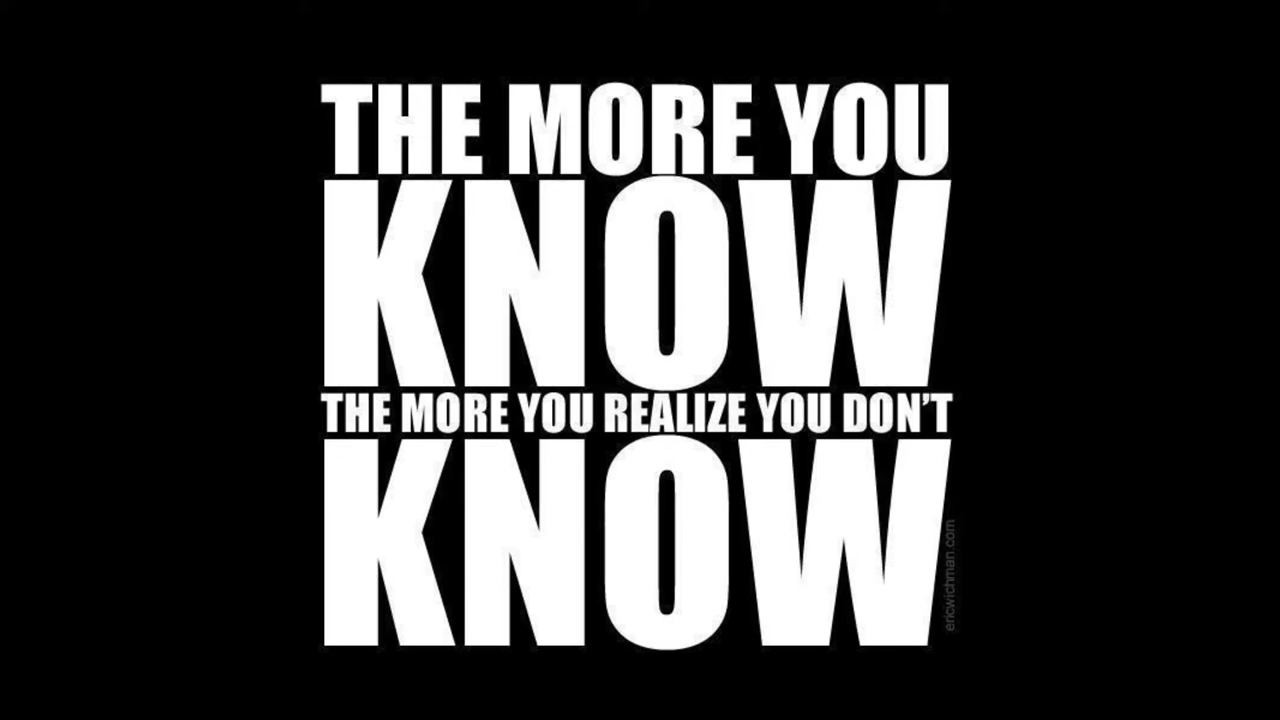 THE MORE YOU
KNOW
THE MORE YOU REALIZE YOU DON'T
KNOW
ericwichman.com